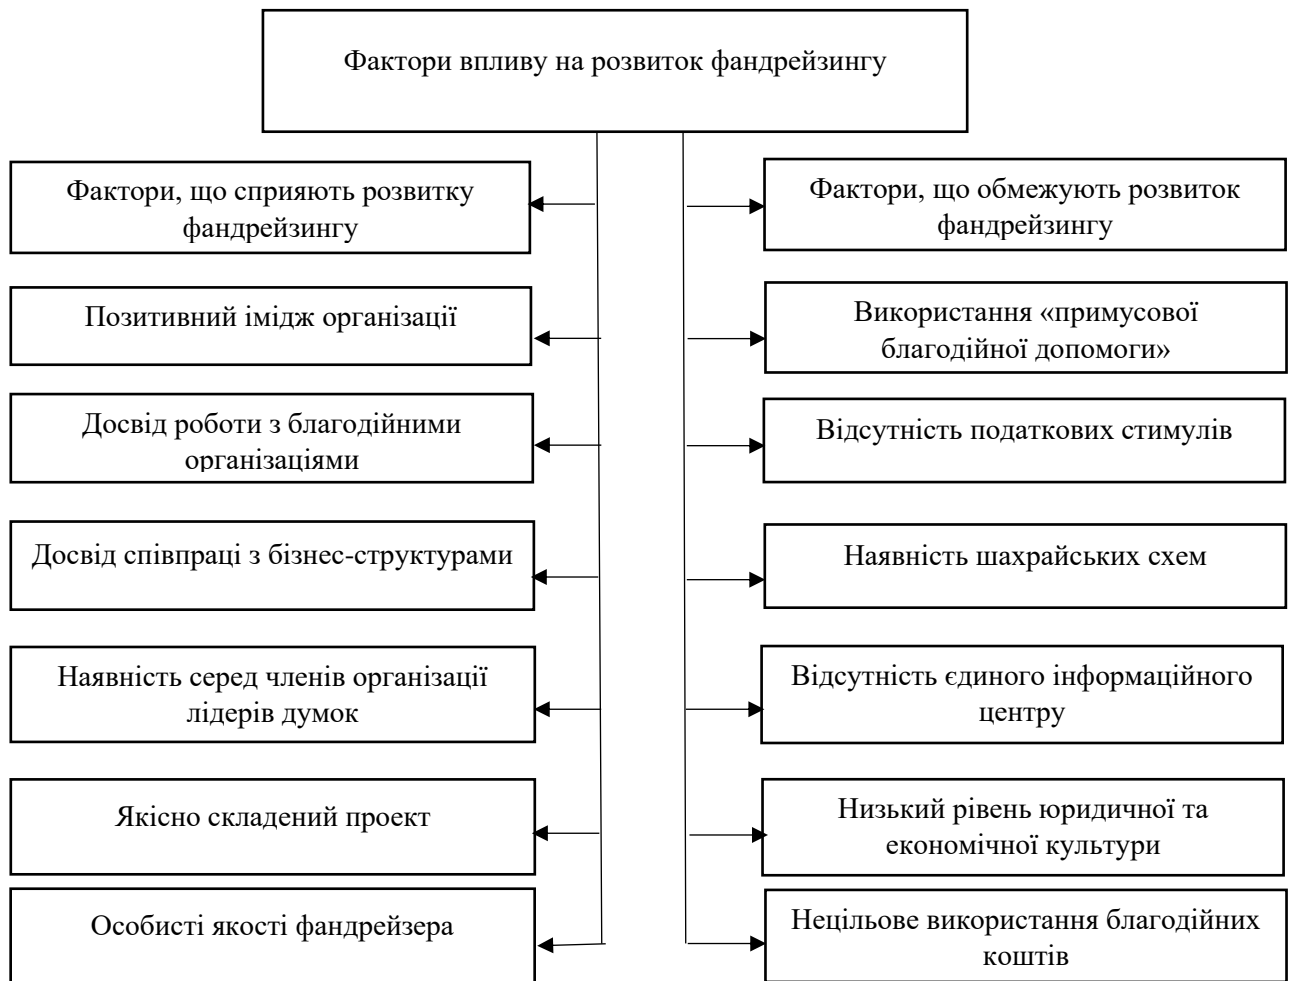 Фактори впливу на розвиток фандрейзингу
Фактори, що сприяють розвитку
фандрейзингу
Фактори, що обмежують розвиток
фандрейзингу
Позитивний імідж організації
Використання «примусової
благодійної допомоги»
Досвід роботи з благодійними
організаціями
Відсутність податкових стимулів
Досвід співпраці з бізнес-структурами
Наявність шахрайських схем
Наявність серед членів організації
лідерів думок
Відсутність єдиного інформаційного
центру
Якісно складений проект
Низький рівень юридичної та
економічної культури
Особисті якості фандрейзера
Нецільове використання благодійних
коштів